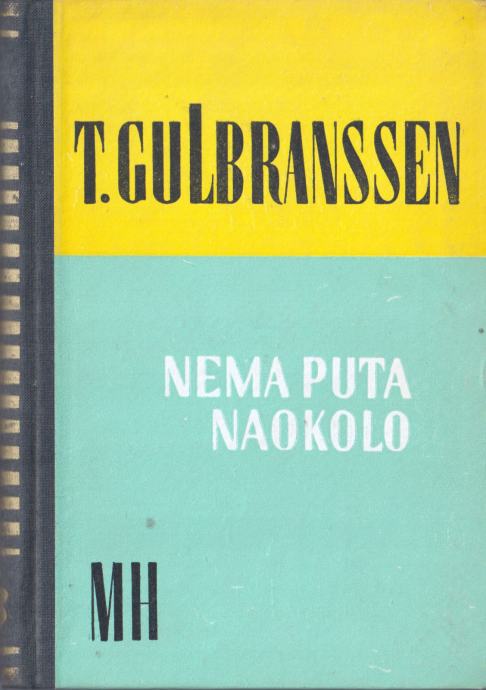 T. GULBRANSSEN
NEMA PUTA
NAOKOLO
MH